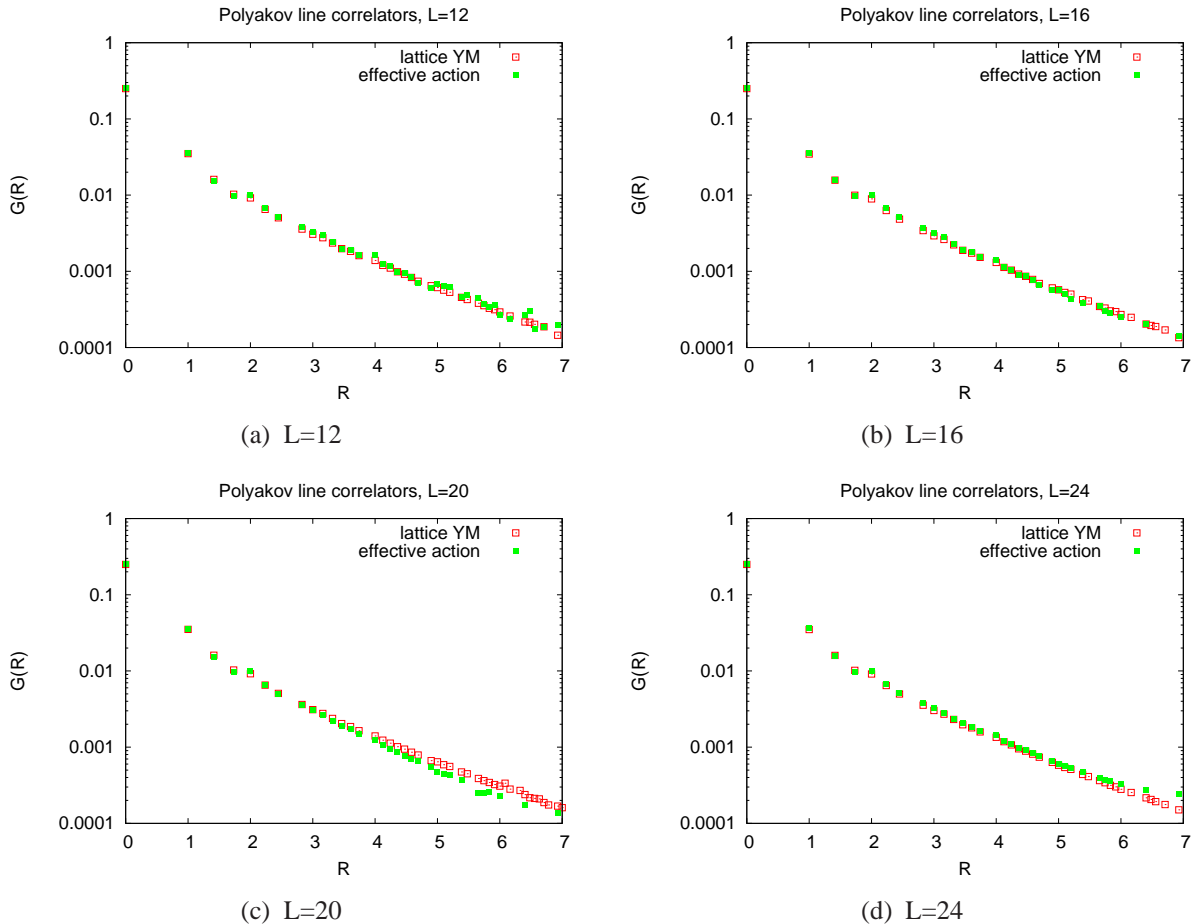 Polyakov line correlators, L=12
lattice YM
effective action
G(R)
1
0.1
0.01
0.001
0.0001
0 1 2 3 4 5 6 7
R
(a) L=12
Polyakov line correlators, L=16
lattice YM
effective action
G(R)
1
0.1
0.01
0.001
0.0001
0 1 2 3 4 5 6 7
R
(b) L=16
Polyakov line correlators, L=20
lattice YM
effective action
G(R)
1
0.1
0.01
0.001
0.0001
0 1 2 3 4 5 6 7
R
(c) L=20
Polyakov line correlators, L=24
lattice YM
effective action
G(R)
1
0.1
0.01
0.001
0.0001
0 1 2 3 4 5 6 7
R
(d) L=24